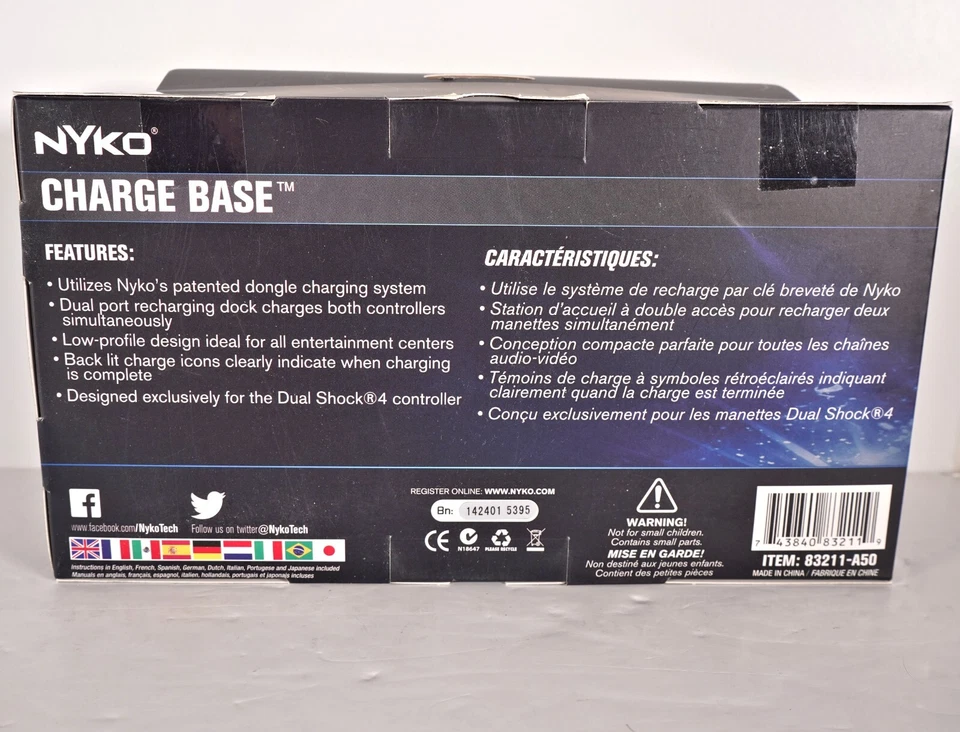 NYKO®
CHARGE BASE™
FEATURES:
• Utilizes Nyko's patented dongle charging system
• Dual port recharging dock charges both controllers
simultaneously
• Low-profile design ideal for all entertainment centers
• Back lit charge icons clearly indicate when charging
is complete
• Designed exclusively for the Dual Shock®4 controller
CARACTÉRISTIQUES:
• Utilise le système de recharge par clé breveté de Nyko
• Station d'accueil à double accès pour recharger deux
manettes simultanément
• Conception compacte parfaite pour toutes les chaînes
audio-vidéo
• Témoins de charge à symboles rétroéclairés indiquant
clairement quand la charge est terminée
• Conçu exclusivement pour les manettes Dual Shock®4
www.facebook.com/NykoTech
Follow us on twitter@NykoTech
Instructions in English, French, Spanish, German, Dutch, Italian, Portugese and Japanese included
Manuels en anglais, français, espagnol, italien, hollandais, portugais et japonais incluses
REGISTER ONLINE: WWW.NYKO.COM
Sn: 142401 5395
CE
N18647
PLEASE RECYCLE
WARNING!
Not for small children.
Contains small parts.
MISE EN GARDE!
Non destiné aux jeunes enfants.
Contient des petites pièces
7 43840 83211 9
ITEM: 83211-A50
MADE IN CHINA / FABRIQUE EN CHINE